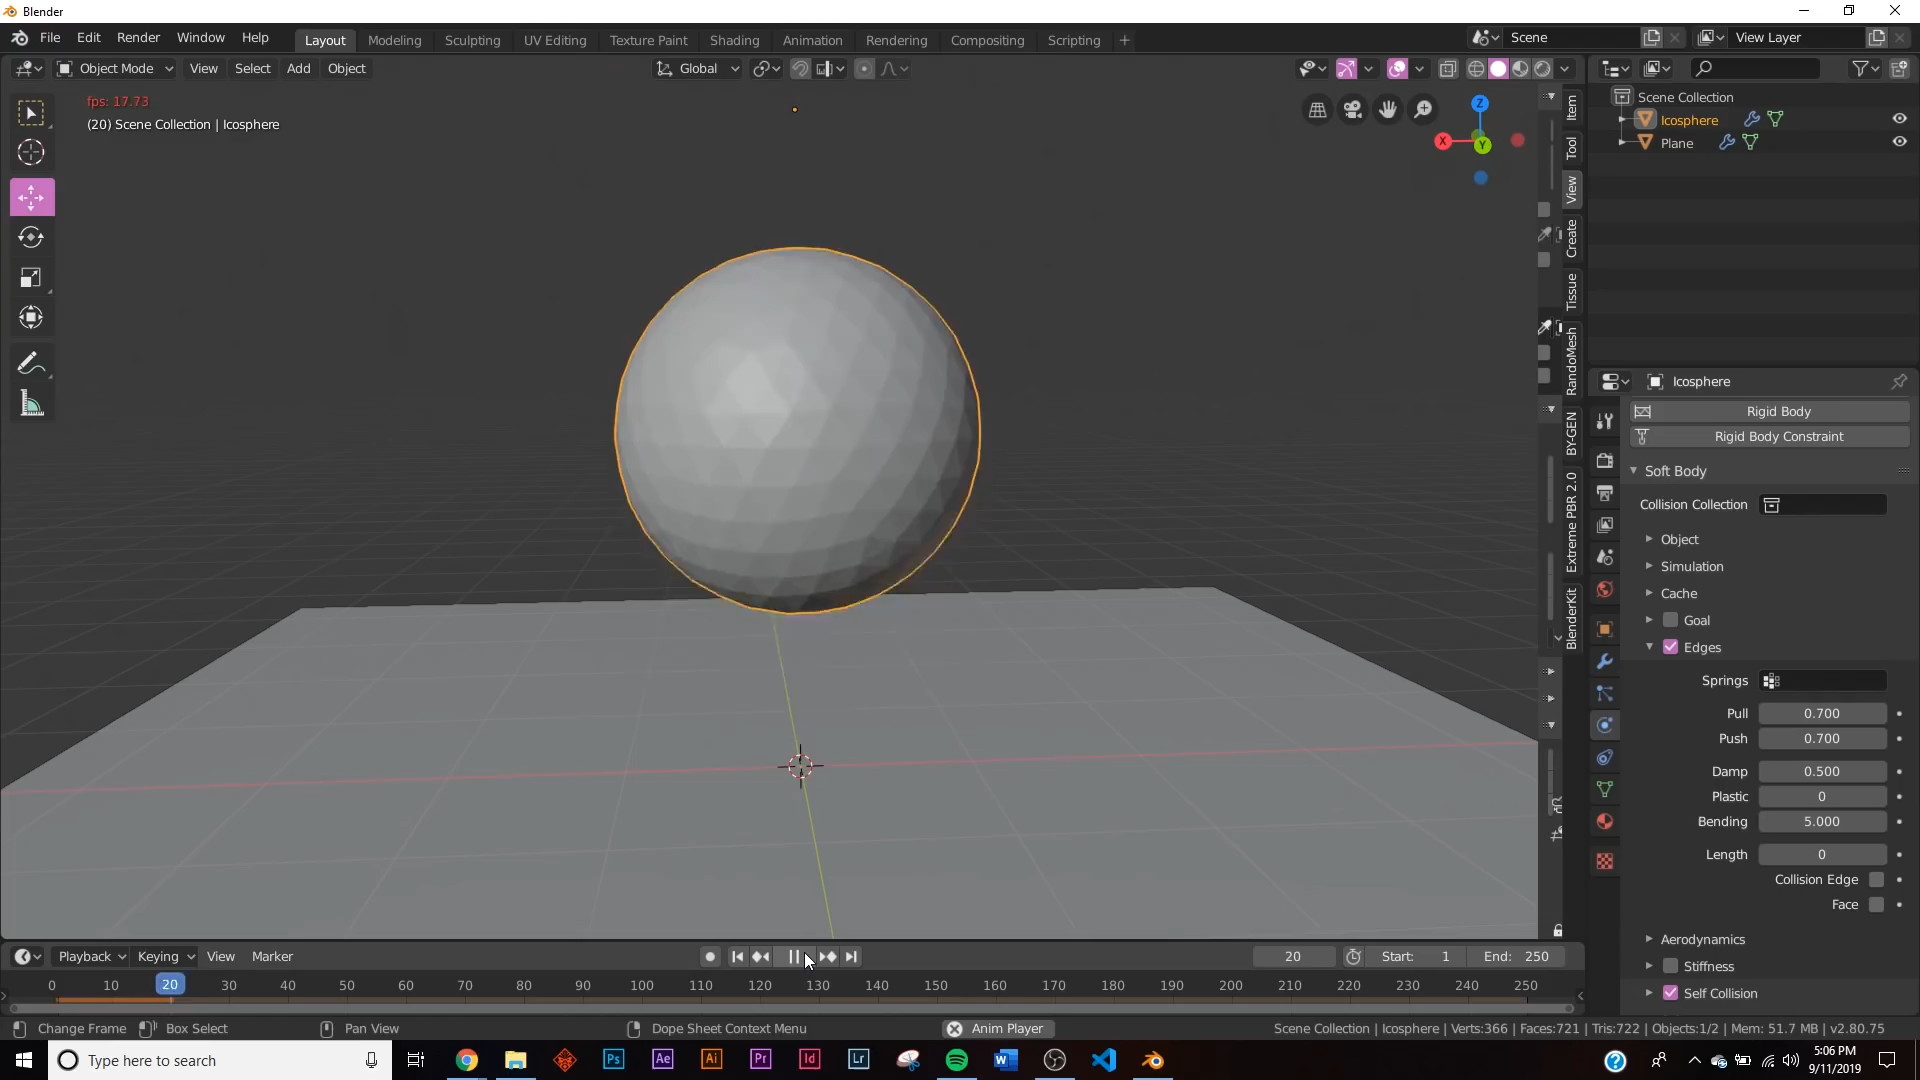 Blender
File Edit Render Window Help
Layout Modeling Sculpting UV Editing Texture Paint Shading Animation Rendering Compositing Scripting +
Scene
View Layer
Object Mode View Select Add Object
Global
fps: 17.73
(20) Scene Collection | Icosphere
Z
X
Y
Item
Tool
View
Create
Tissue
RandoMesh
BY-GEN
Extreme PBR 2.0
BlenderKit
Scene Collection
Icosphere
Plane
Icosphere
Rigid Body
Rigid Body Constraint
Soft Body
Collision Collection
Object
Simulation
Cache
Goal
Edges
Springs
Pull 0.700
Push 0.700
Damp 0.500
Plastic 0
Bending 5.000
Length 0
Collision Edge
Face
Aerodynamics
Stiffness
Self Collision
Playback Keying View Marker
20 Start: 1 End: 250
0 10 20 30 40 50 60 70 80 90 100 110 120 130 140 150 160 170 180 190 200 210 220 230 240 250
Change Frame Box Select Pan View Dope Sheet Context Menu Anim Player Scene Collection | Icosphere | Verts:366 | Faces:721 | Tris:722 | Objects:1/2 | Mem: 51.7 MB | v2.80.75
Type here to search
Ps Ae Ai Pr Id Lr W
5:06 PM
9/11/2019